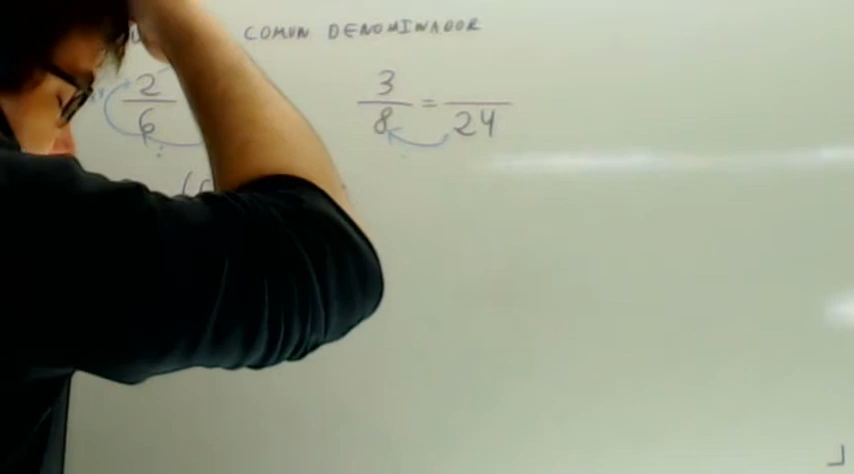 COMUN DENOMINADOR
2 3
— — = —
6 8 24
: